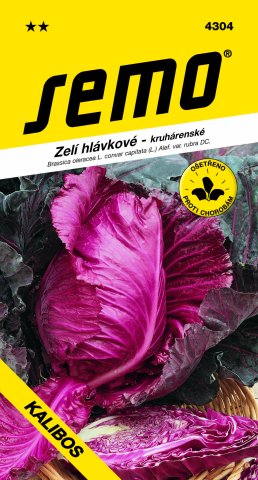 ★★ 4304
semo®
Zelí hlávkové - kruhárenské
Brassica oleracea L. convar capitata (L.) Alef. var. rubra DC.
OŠETŘENO
PROTI CHOROBÁM
KALIBOS